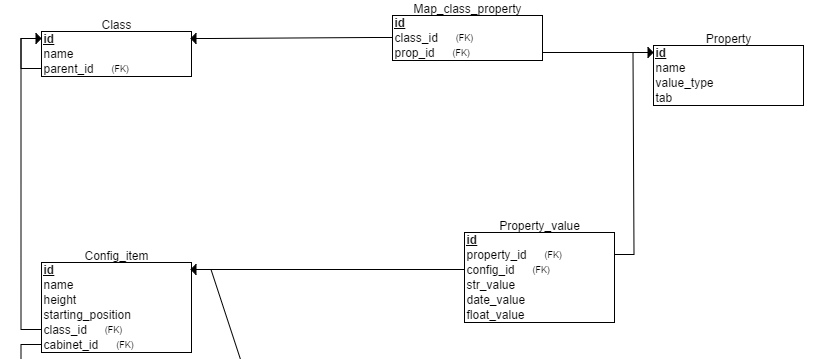 Class
id
name
parent_id (FK)
Map_class_property
id
class_id (FK)
prop_id (FK)
Property
id
name
value_type
tab
Config_item
id
name
height
starting_position
class_id (FK)
cabinet_id (FK)
Property_value
id
property_id (FK)
config_id (FK)
str_value
date_value
float_value